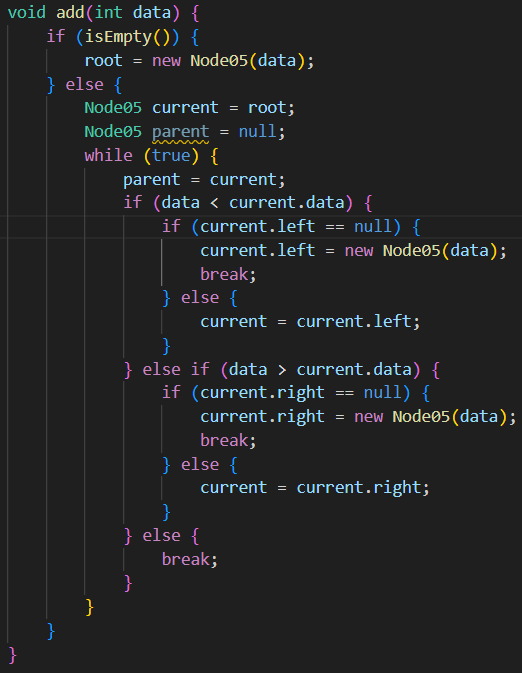 void add(int data) {
    if (isEmpty()) {
        root = new Node05(data);
    } else {
        Node05 current = root;
        Node05 parent = null;
        while (true) {
            parent = current;
            if (data < current.data) {
                if (current.left == null) {
                    current.left = new Node05(data);
                    break;
                } else {
                    current = current.left;
                }
            } else if (data > current.data) {
                if (current.right == null) {
                    current.right = new Node05(data);
                    break;
                } else {
                    current = current.right;
                }
            } else {
                break;
            }
        }
    }
}